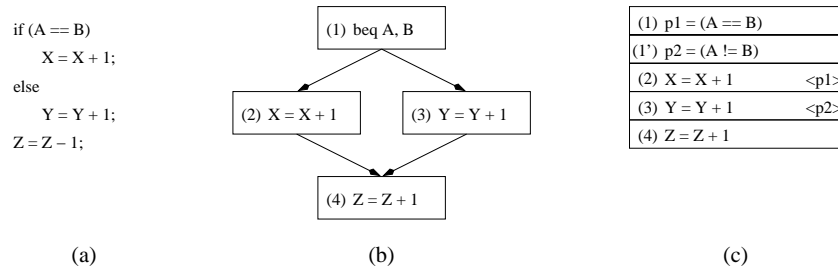 if (A == B)
X = X + 1;
else
Y = Y + 1;
Z = Z − 1;
(a)
(1) beq A, B
(2) X = X + 1
(3) Y = Y + 1
(4) Z = Z + 1
(b)
(1) p1 = (A == B)
(1') p2 = (A != B)
(2) X = X + 1 <p1>
(3) Y = Y + 1 <p2>
(4) Z = Z + 1
(c)